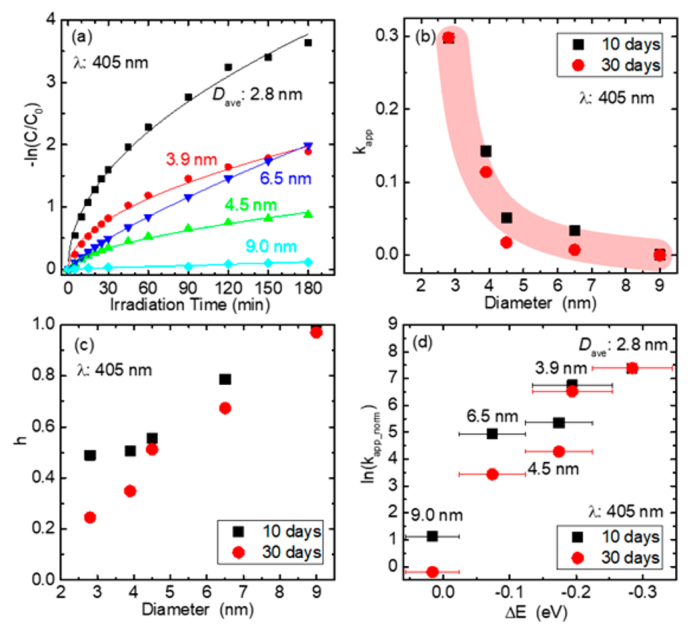 (a)
λ: 405 nm
Dave: 2.8 nm
3.9 nm
6.5 nm
4.5 nm
9.0 nm
-ln(C/C0)
4
3
2
1
0
0 30 60 90 120 150 180
Irradiation Time (min)
(b)
10 days
30 days
λ: 405 nm
kapp
0.3
0.2
0.1
0.0
2 3 4 5 6 7 8 9
Diameter (nm)
(c)
λ: 405 nm
h
1.0
0.8
0.6
0.4
0.2
0.0
10 days
30 days
2 3 4 5 6 7 8 9
Diameter (nm)
(d)
Dave: 2.8 nm
3.9 nm
6.5 nm
4.5 nm
9.0 nm
λ: 405 nm
10 days
30 days
ln(kapp_norm)
9
8
7
6
5
4
3
2
1
0
0.0 -0.1 -0.2 -0.3
ΔE (eV)